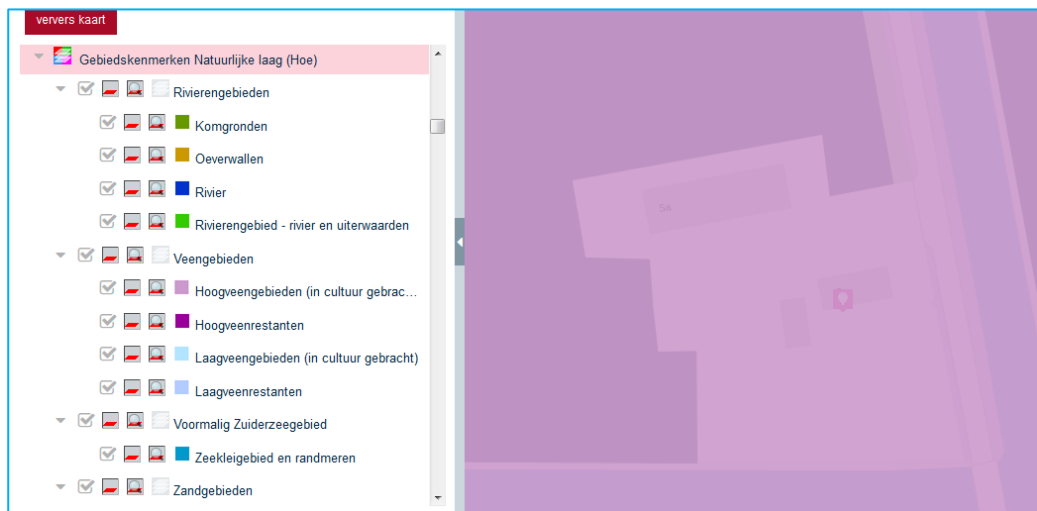 ververs kaart
Gebiedskenmerken Natuurlijke laag (Hoe)
Rivierengebieden
Komgronden
Oeverwallen
Rivier
Rivierengebied - rivier en uiterwaarden
Veengebieden
Hoogveengebieden (in cultuur gebrac...
Hoogveenrestanten
Laagveengebieden (in cultuur gebracht)
Laagveenrestanten
Voormalig Zuiderzeegebied
Zeekleigebied en randmeren
Zandgebieden